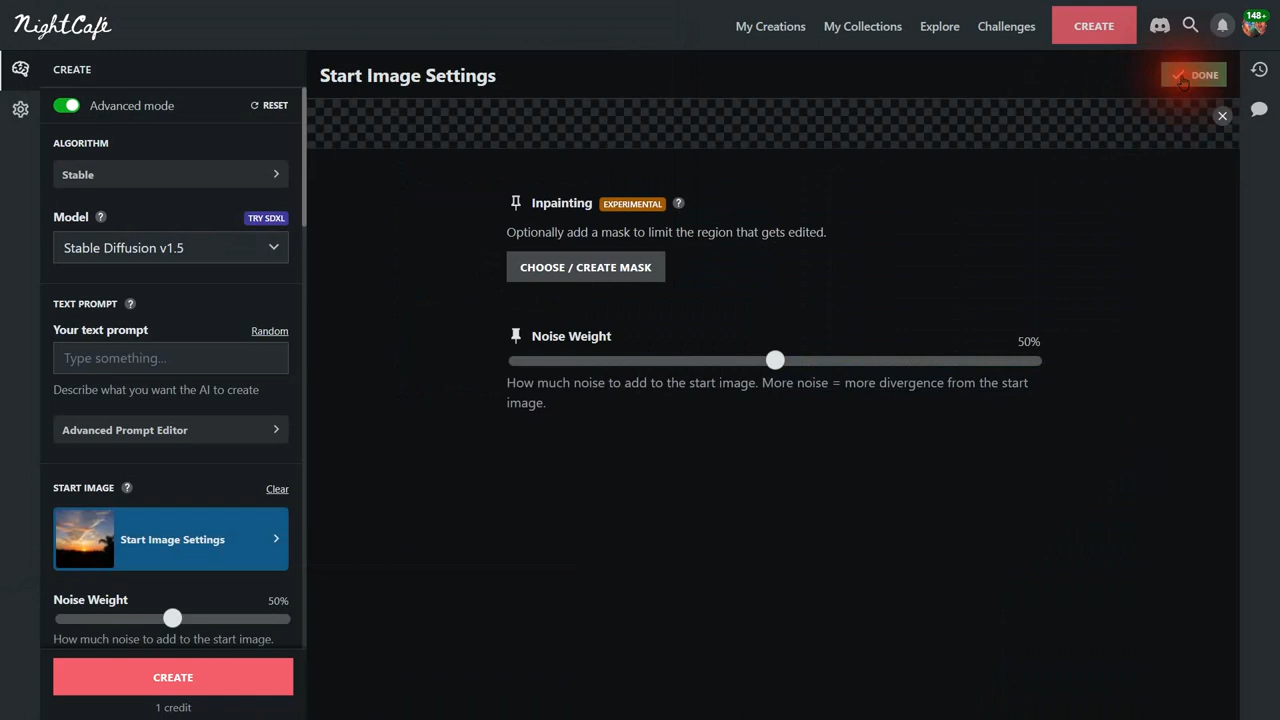 NightCafé
My Creations
My Collections
Explore
Challenges
CREATE
148+
CREATE
Advanced mode
RESET
ALGORITHM
Stable
Model
TRY SDXL
Stable Diffusion v1.5
TEXT PROMPT
Your text prompt
Random
Type something...
Describe what you want the AI to create
Advanced Prompt Editor
START IMAGE
Clear
Start Image Settings
Noise Weight
50%
How much noise to add to the start image.
CREATE
1 credit
Start Image Settings
DONE
Inpainting EXPERIMENTAL
Optionally add a mask to limit the region that gets edited.
CHOOSE / CREATE MASK
Noise Weight
50%
How much noise to add to the start image. More noise = more divergence from the start
image.